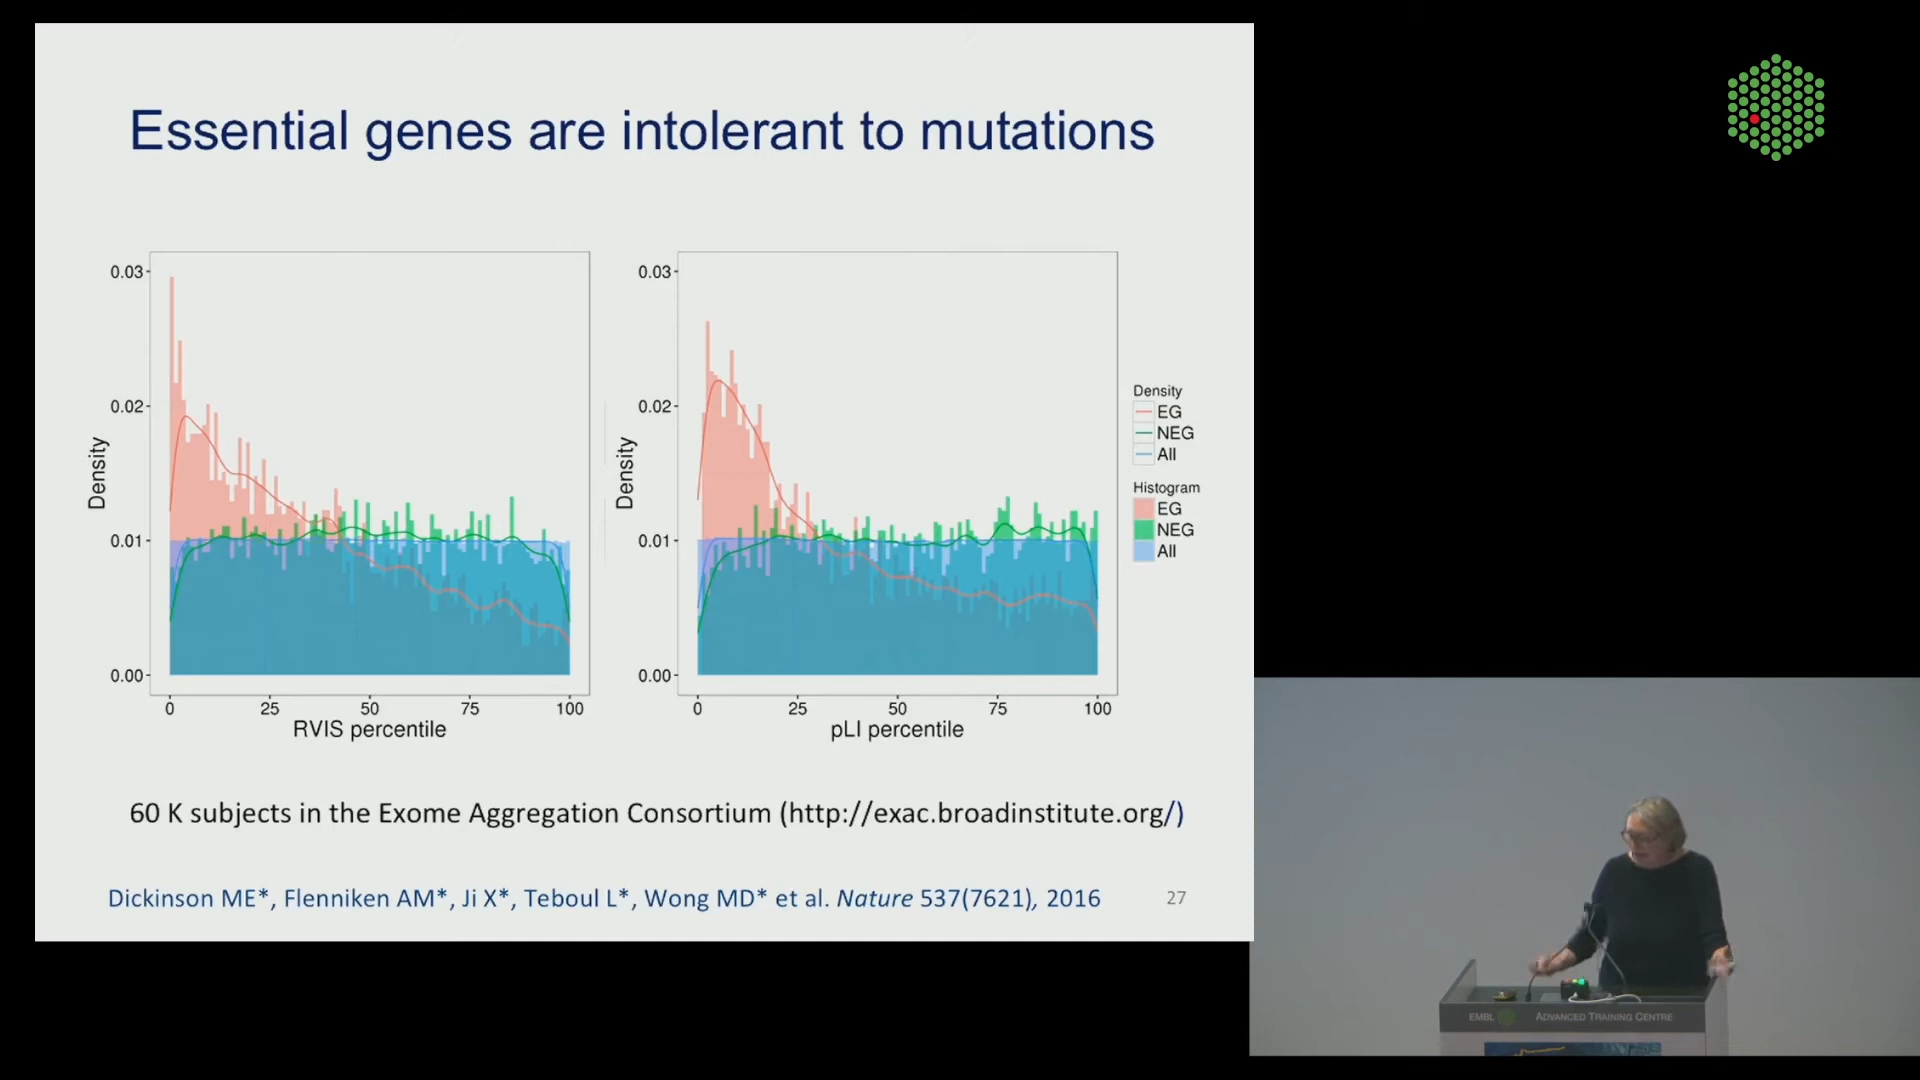 Essential genes are intolerant to mutations
0.03
0.02
0.01
0.00
Density
0
25
50
75
100
RVIS percentile
0.03
0.02
0.01
0.00
Density
0
25
50
75
100
pLI percentile
Density
EG
NEG
All
Histogram
EG
NEG
All
60 K subjects in the Exome Aggregation Consortium (http://exac.broadinstitute.org/)
Dickinson ME*, Flenniken AM*, Ji X*, Teboul L*, Wong MD* et al. Nature 537(7621), 2016
27
EMBL ADVANCED TRAINING CENTRE